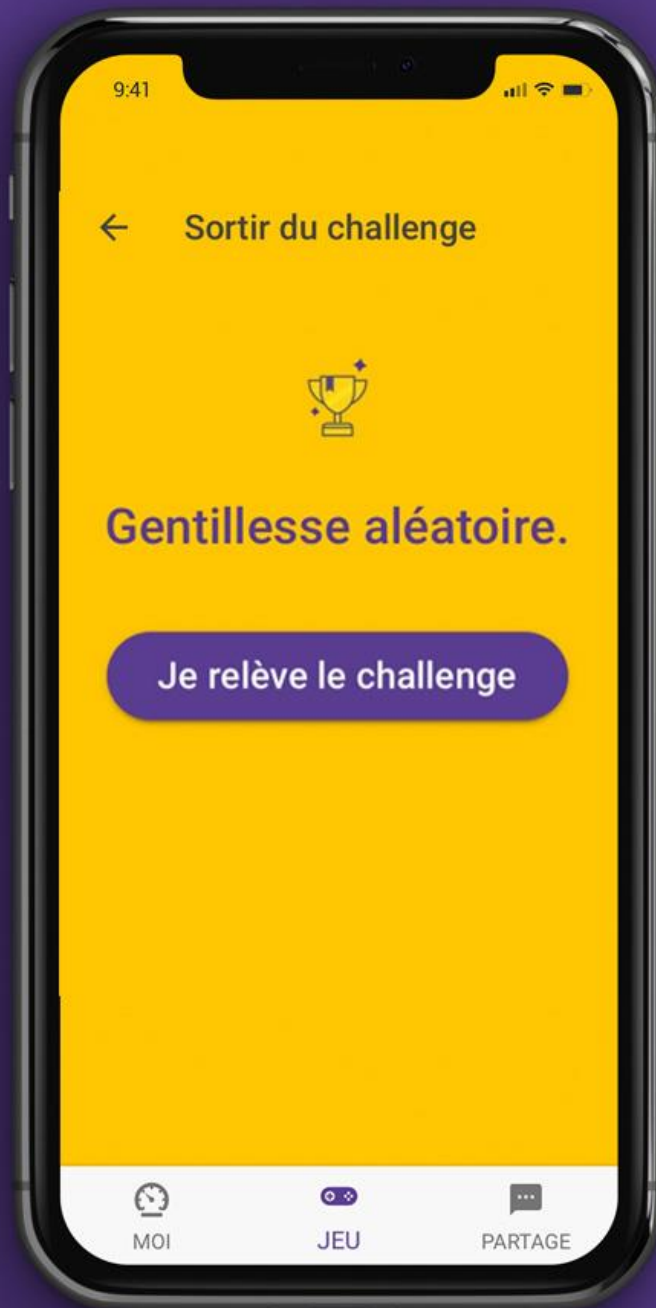 9:41
Sortir du challenge
Gentillesse aléatoire.
Je relève le challenge
MOI
JEU
PARTAGE